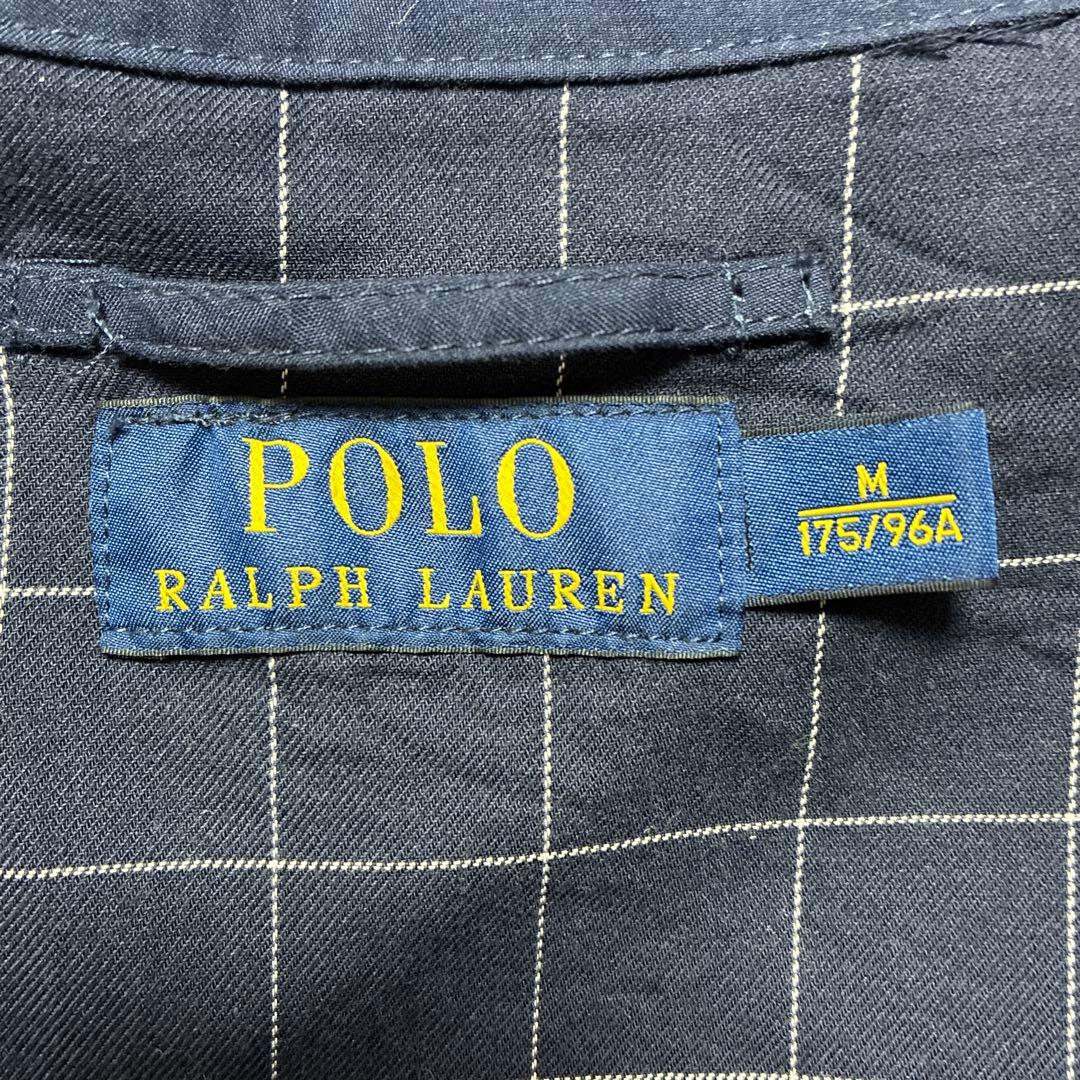 POLO
RALPH LAUREN
M
175/96A